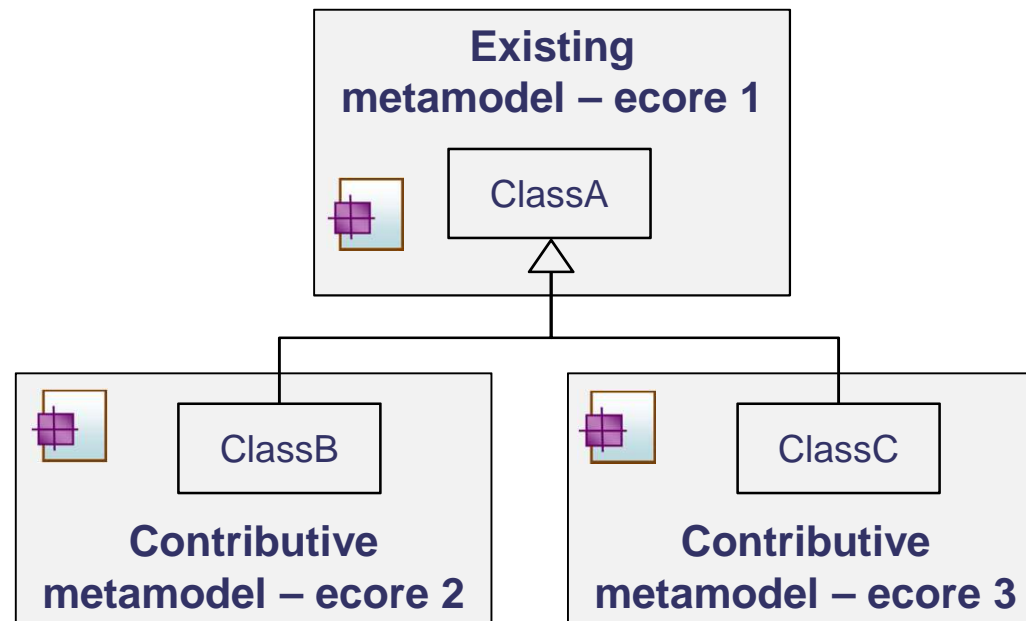 Existing
metamodel – ecore 1
ClassA
ClassB
Contributive
metamodel – ecore 2
ClassC
Contributive
metamodel – ecore 3